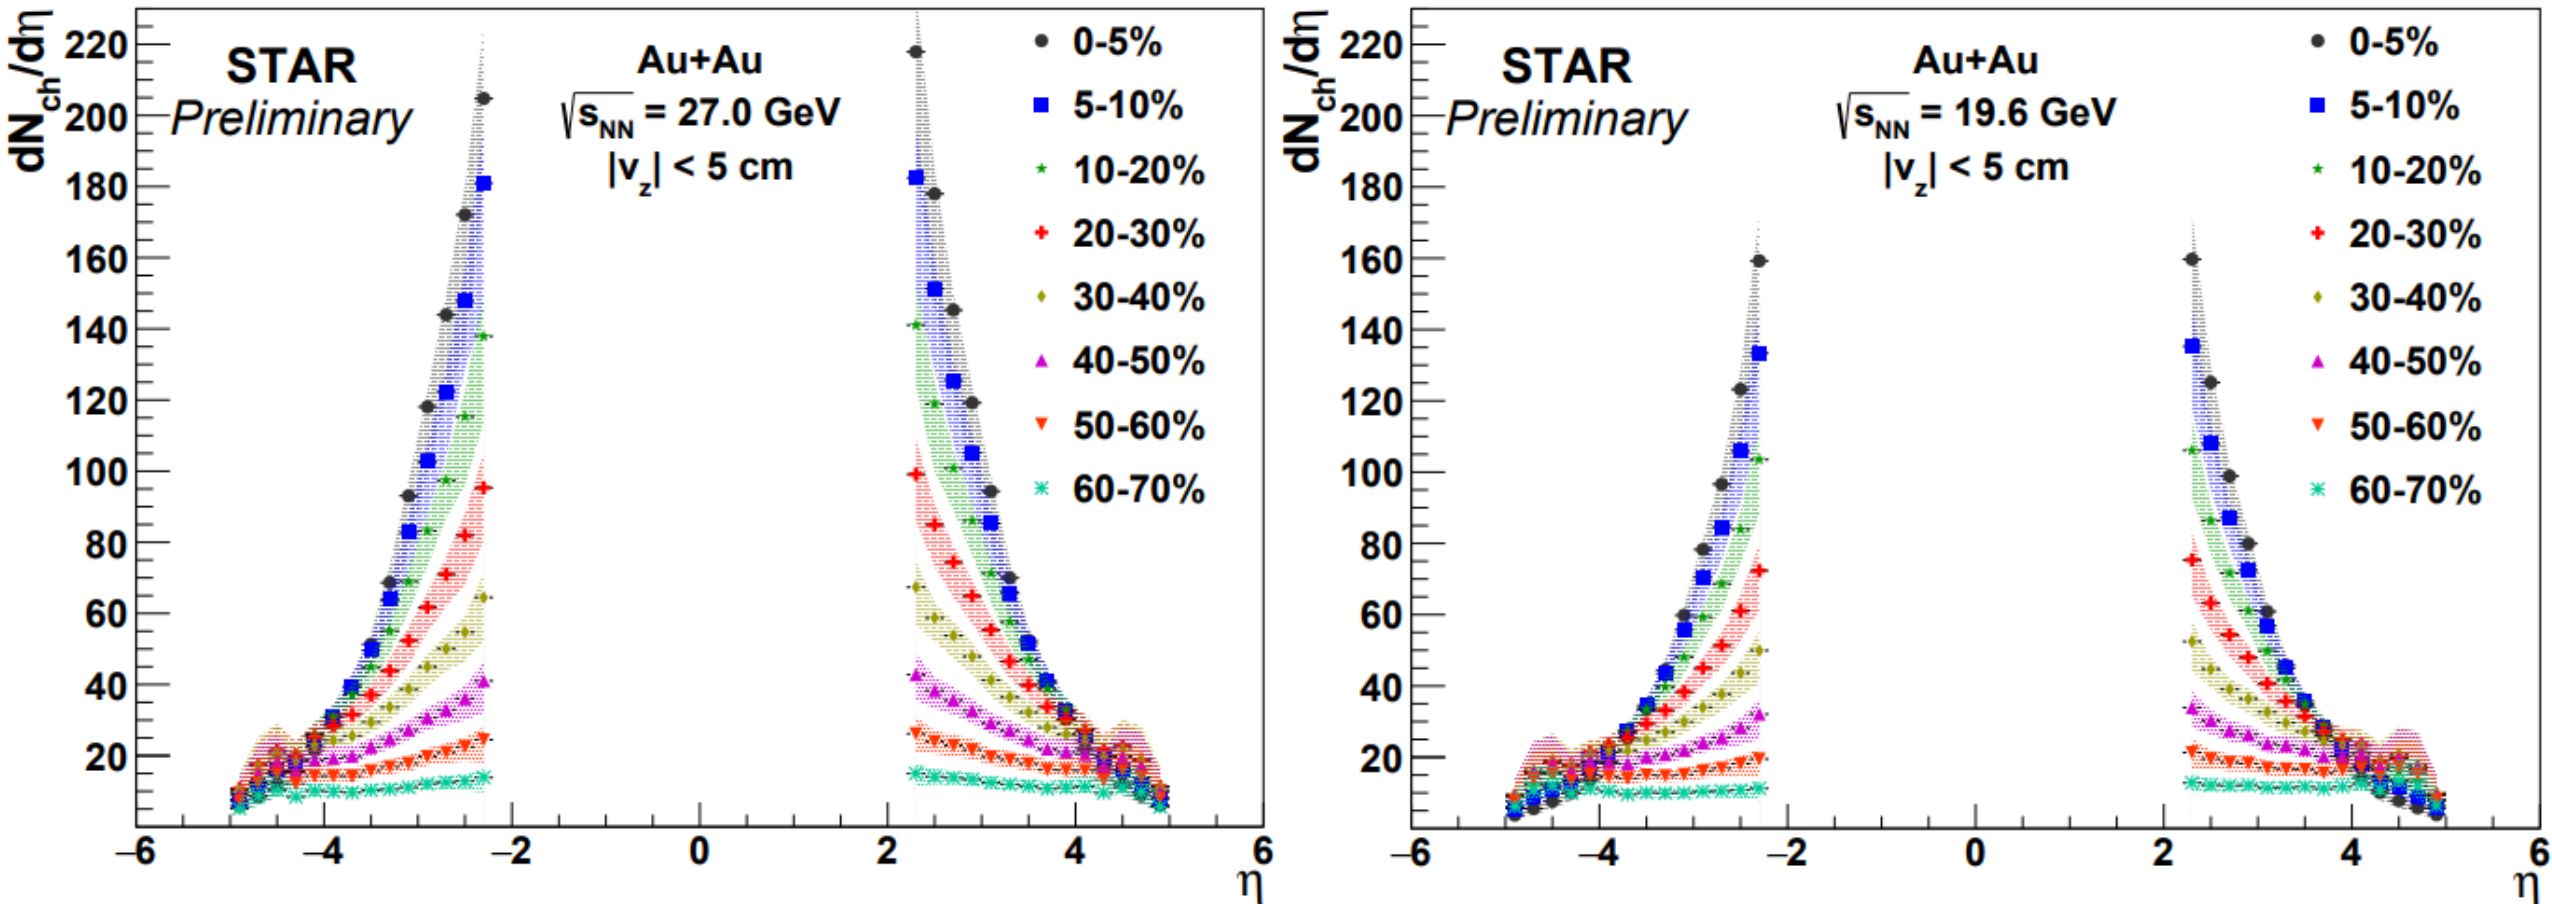 dN_ch/dη
220
200
180
160
140
120
100
80
60
40
20
STAR
Preliminary
Au+Au
√s_NN = 27.0 GeV
|v_z| < 5 cm
0-5%
5-10%
10-20%
20-30%
30-40%
40-50%
50-60%
60-70%
−6 −4 −2 0 2 4 6
η
dN_ch/dη
220
200
180
160
140
120
100
80
60
40
20
STAR
Preliminary
Au+Au
√s_NN = 19.6 GeV
|v_z| < 5 cm
0-5%
5-10%
10-20%
20-30%
30-40%
40-50%
50-60%
60-70%
−6 −4 −2 0 2 4 6
η